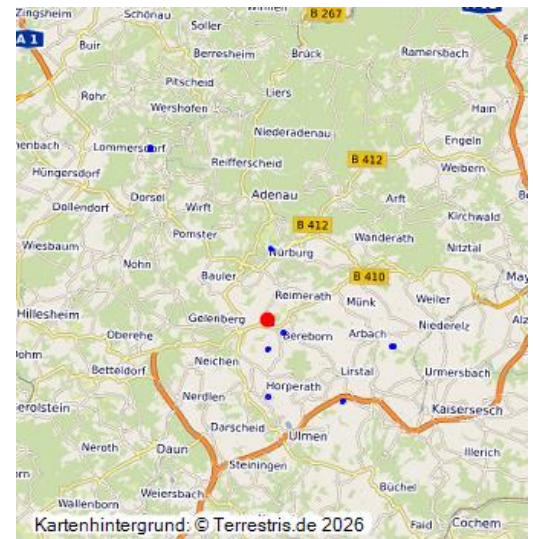 Zingsheim Schönau B 267
Soller
A 1 Buir Berresheim Brück Ramersbach
Pitscheid
Rohr Liers
Wershofen Hain
Niederadenau
Lommersdorf Engeln
Reifferscheid B 412
Hüngersdorf Weibern
Dorsel Adenau Arft
Dollendorf Wirft Kirchwald
B 412
Pomster Wanderath
Wiesbaum Nürburg Nitztal
Nohn
Bauler B 410
Reimerath Weiler
Münk
Hillesheim Gelenberg Niederelz
Oberehe Bereborn Arbach
Neichen
Betteldorf Lirstal Urmersbach
Horperath
Nerdlen Kaisersesch
Darscheid Ulmen
Neroth Daun Illerich
Steiningen
Weiersbach Büchel
Wallenborn
Faid Cochem
Kartenhintergrund: © Terrestris.de 2026